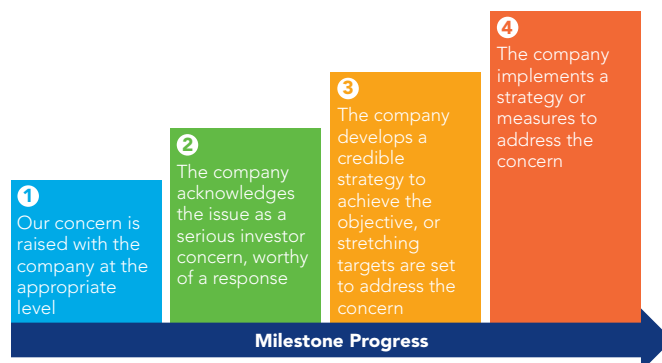 1
Our concern is
raised with the
company at the
appropriate
level
2
The company
acknowledges
the issue as a
serious investor
concern, worthy
of a response
3
The company
develops a
credible
strategy to
achieve the
objective, or
stretching
targets are set
to address the
concern
4
The company
implements a
strategy or
measures to
address the
concern
Milestone Progress